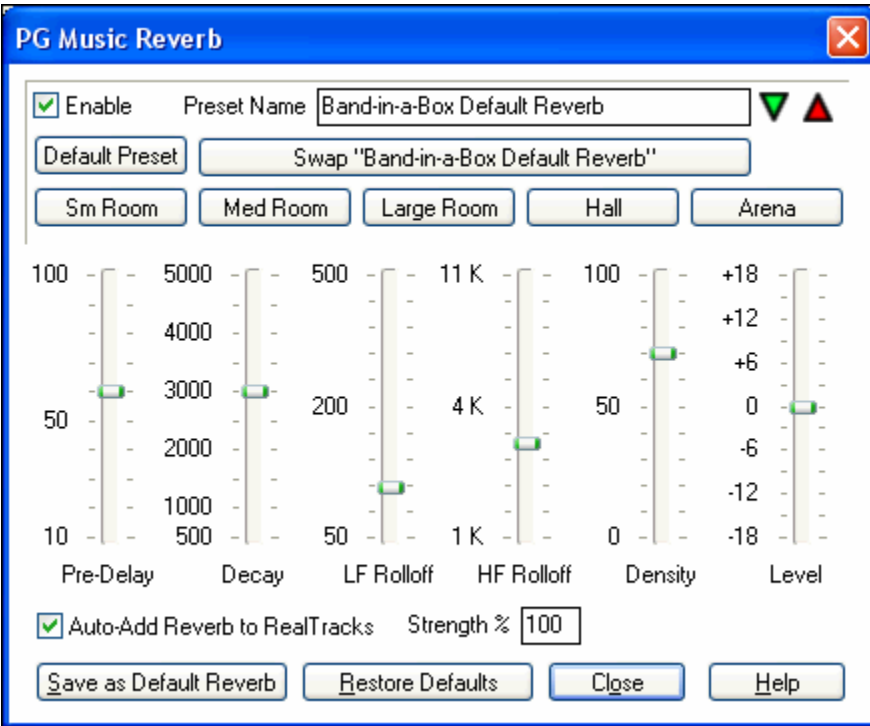 PG Music Reverb
Enable Preset Name Band-in-a-Box Default Reverb
Default Preset Swap "Band-in-a-Box Default Reverb"
Sm Room Med Room Large Room Hall Arena
100 5000 500 11 K 100 +18
4000 +12
+6
50 3000 200 4 K 50 0
2000 -6
1000 -12
10 500 50 1 K 0 -18
Pre-Delay Decay LF Rolloff HF Rolloff Density Level
Auto-Add Reverb to RealTracks Strength % 100
Save as Default Reverb Restore Defaults Close Help